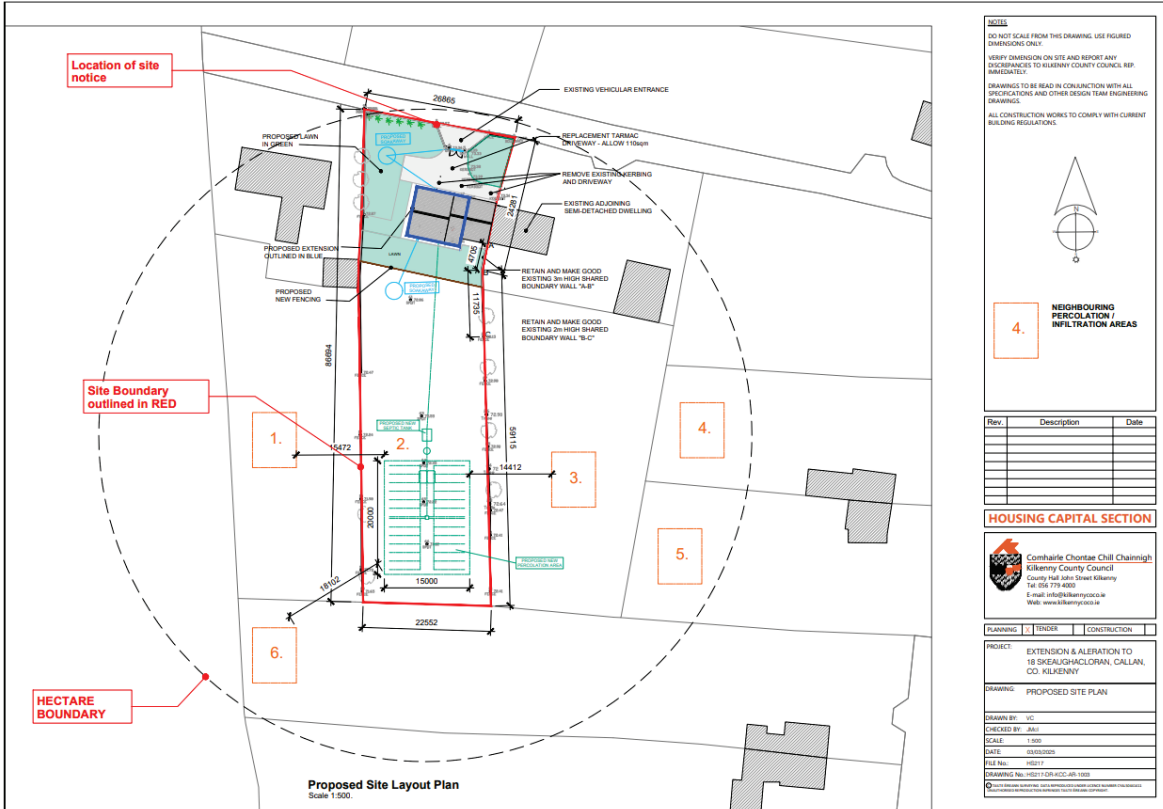 Location of site
notice
26865
EXISTING VEHICULAR ENTRANCE
PROPOSED LAWN
IN GREEN
PROPOSED
SOAKAWAY
REPLACEMENT TARMAC
DRIVEWAY - ALLOW 110sqm
REMOVE EXISTING KERBING
AND DRIVEWAY
24281
EXISTING ADJOINING
SEMI-DETACHED DWELLING
PROPOSED EXTENSION
OUTLINED IN BLUE
LAWN
4705
A
B
PROPOSED
NEW FENCING
PROPOSED
SOAKAWAY
RETAIN AND MAKE GOOD
EXISTING 3m HIGH SHARED
BOUNDARY WALL "A-B"
11735
RETAIN AND MAKE GOOD
EXISTING 2m HIGH SHARED
BOUNDARY WALL "B-C"
C
86694
Site Boundary
outlined in RED
1.
15472
PROPOSED NEW
SEPTIC TANK
2.
59115
14412
3.
4.
5.
20000
15000
PROPOSED NEW
PERCOLATION AREA
18102
22552
6.
HECTARE
BOUNDARY
Proposed Site Layout Plan
Scale 1:500.
NOTES
DO NOT SCALE FROM THIS DRAWING. USE FIGURED
DIMENSIONS ONLY.
VERIFY DIMENSION ON SITE AND REPORT ANY
DISCREPANCIES TO KILKENNY COUNTY COUNCIL REP.
IMMEDIATELY.
DRAWINGS TO BE READ IN CONJUNCTION WITH ALL
SPECIFICATIONS AND OTHER DESIGN TEAM ENGINEERING
DRAWINGS.
ALL CONSTRUCTION WORKS TO COMPLY WITH CURRENT
BUILDING REGULATIONS.
N
4.
NEIGHBOURING
PERCOLATION /
INFILTRATION AREAS
Rev. Description Date
HOUSING CAPITAL SECTION
Comhairle Chontae Chill Chainnigh
Kilkenny County Council
County Hall John Street Kilkenny
Tel: 056 779 4000
E-mail: info@kilkennycoco.ie
Web: www.kilkennycoco.ie
PLANNING X TENDER CONSTRUCTION
PROJECT: EXTENSION & ALERATION TO
18 SKEAUGHACLORAN, CALLAN,
CO. KILKENNY
DRAWING: PROPOSED SITE PLAN
DRAWN BY: VC
CHECKED BY: JMcI
SCALE: 1:500
DATE: 03/03/2025
FILE No.: HS217
DRAWING No.: HS217-DR-KCC-AR-1003